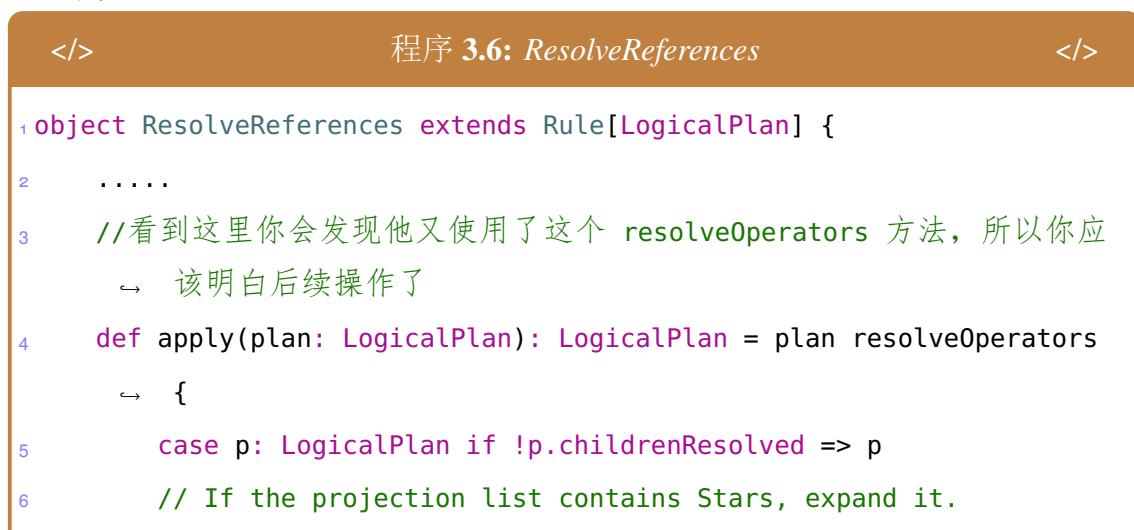 </> 程序 3.6: ResolveReferences </>
1 object ResolveReferences extends Rule[LogicalPlan] {
2 .....
3 //看到这里你会发现他又使用了这个 resolveOperators 方法，所以你应
↪ 该明白后续操作了
4 def apply(plan: LogicalPlan): LogicalPlan = plan resolveOperators
↪ {
5 case p: LogicalPlan if !p.childrenResolved => p
6 // If the projection list contains Stars, expand it.